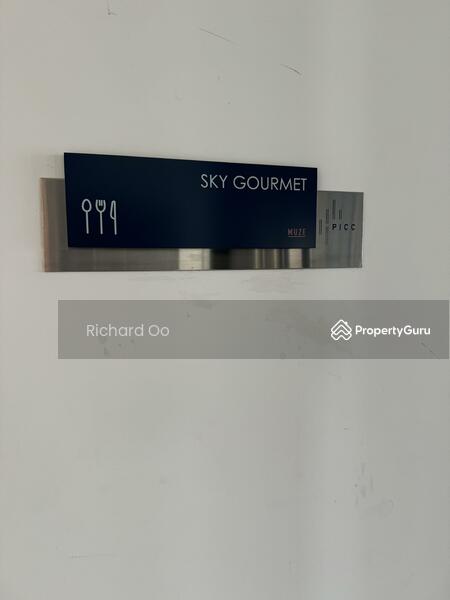 SKY GOURMET
MUZE
PICC
Richard Oo
PropertyGuru